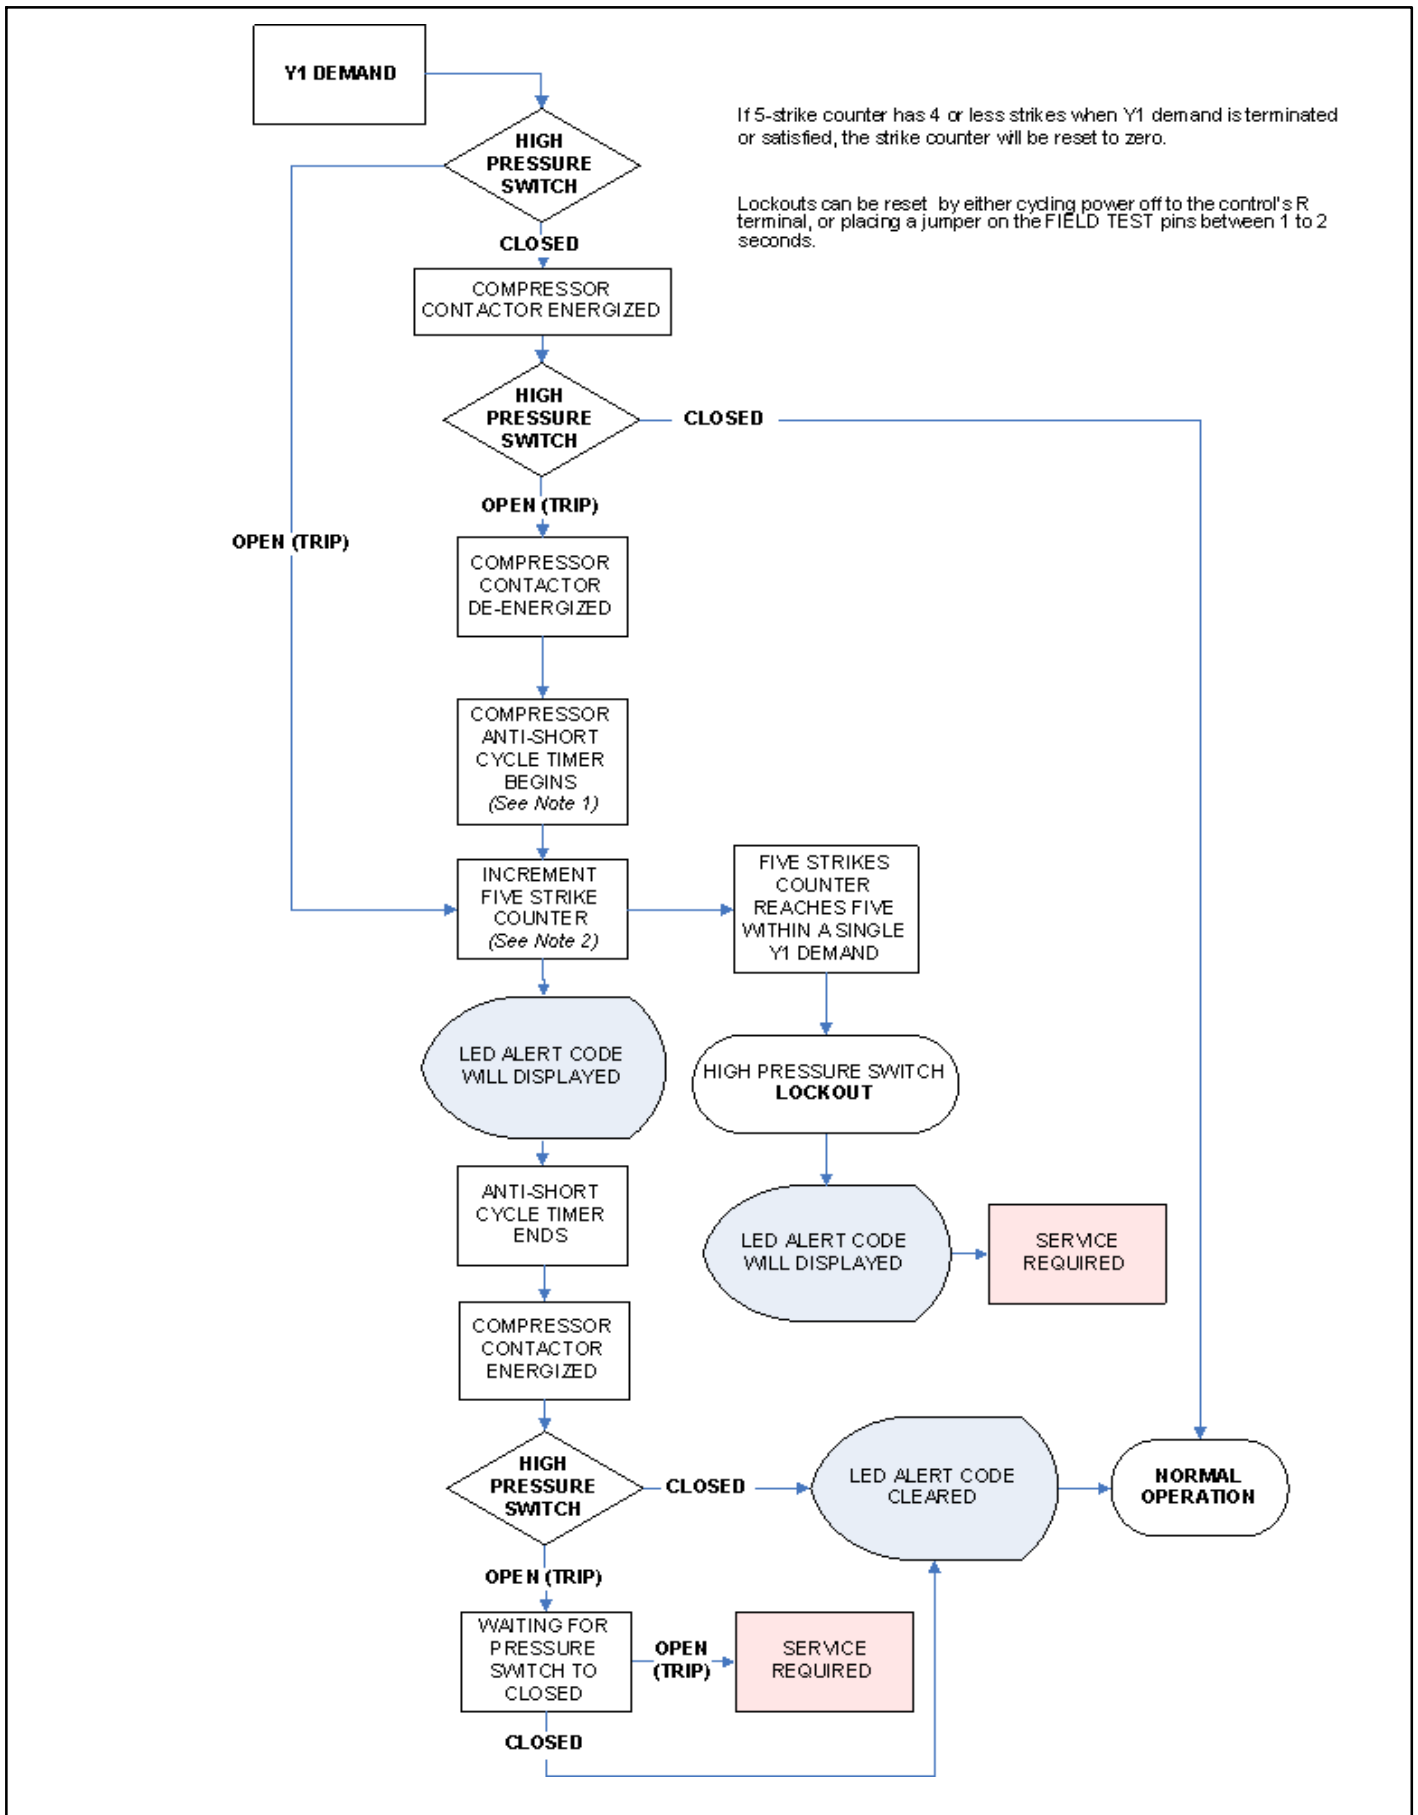 Y1 DEMAND
If 5-strike counter has 4 or less strikes when Y1 demand is terminated
or satisfied, the strike counter will be reset to zero.
HIGH
PRESSURE
SWITCH
Lockouts can be reset by either cycling power off to the control's R
terminal, or placing a jumper on the FIELD TEST pins between 1 to 2
seconds.
CLOSED
COMPRESSOR
CONTACTOR ENERGIZED
HIGH
PRESSURE
SWITCH
CLOSED
OPEN (TRIP)
OPEN (TRIP)
COMPRESSOR
CONTACTOR
DE-ENERGIZED
COMPRESSOR
ANTI-SHORT
CYCLE TIMER
BEGINS
(See Note 1)
INCREMENT
FIVE STRIKE
COUNTER
(See Note 2)
FIVE STRIKES
COUNTER
REACHES FIVE
WITHIN A SINGLE
Y1 DEMAND
LED ALERT CODE
WILL DISPLAYED
HIGH PRESSURE SWITCH
LOCKOUT
ANTI-SHORT
CYCLE TIMER
ENDS
LED ALERT CODE
WILL DISPLAYED
SERVICE
REQUIRED
COMPRESSOR
CONTACTOR
ENERGIZED
HIGH
PRESSURE
SWITCH
CLOSED
LED ALERT CODE
CLEARED
NORMAL
OPERATION
OPEN (TRIP)
WAITING FOR
PRESSURE
SWITCH TO
CLOSED
OPEN
(TRIP)
SERVICE
REQUIRED
CLOSED